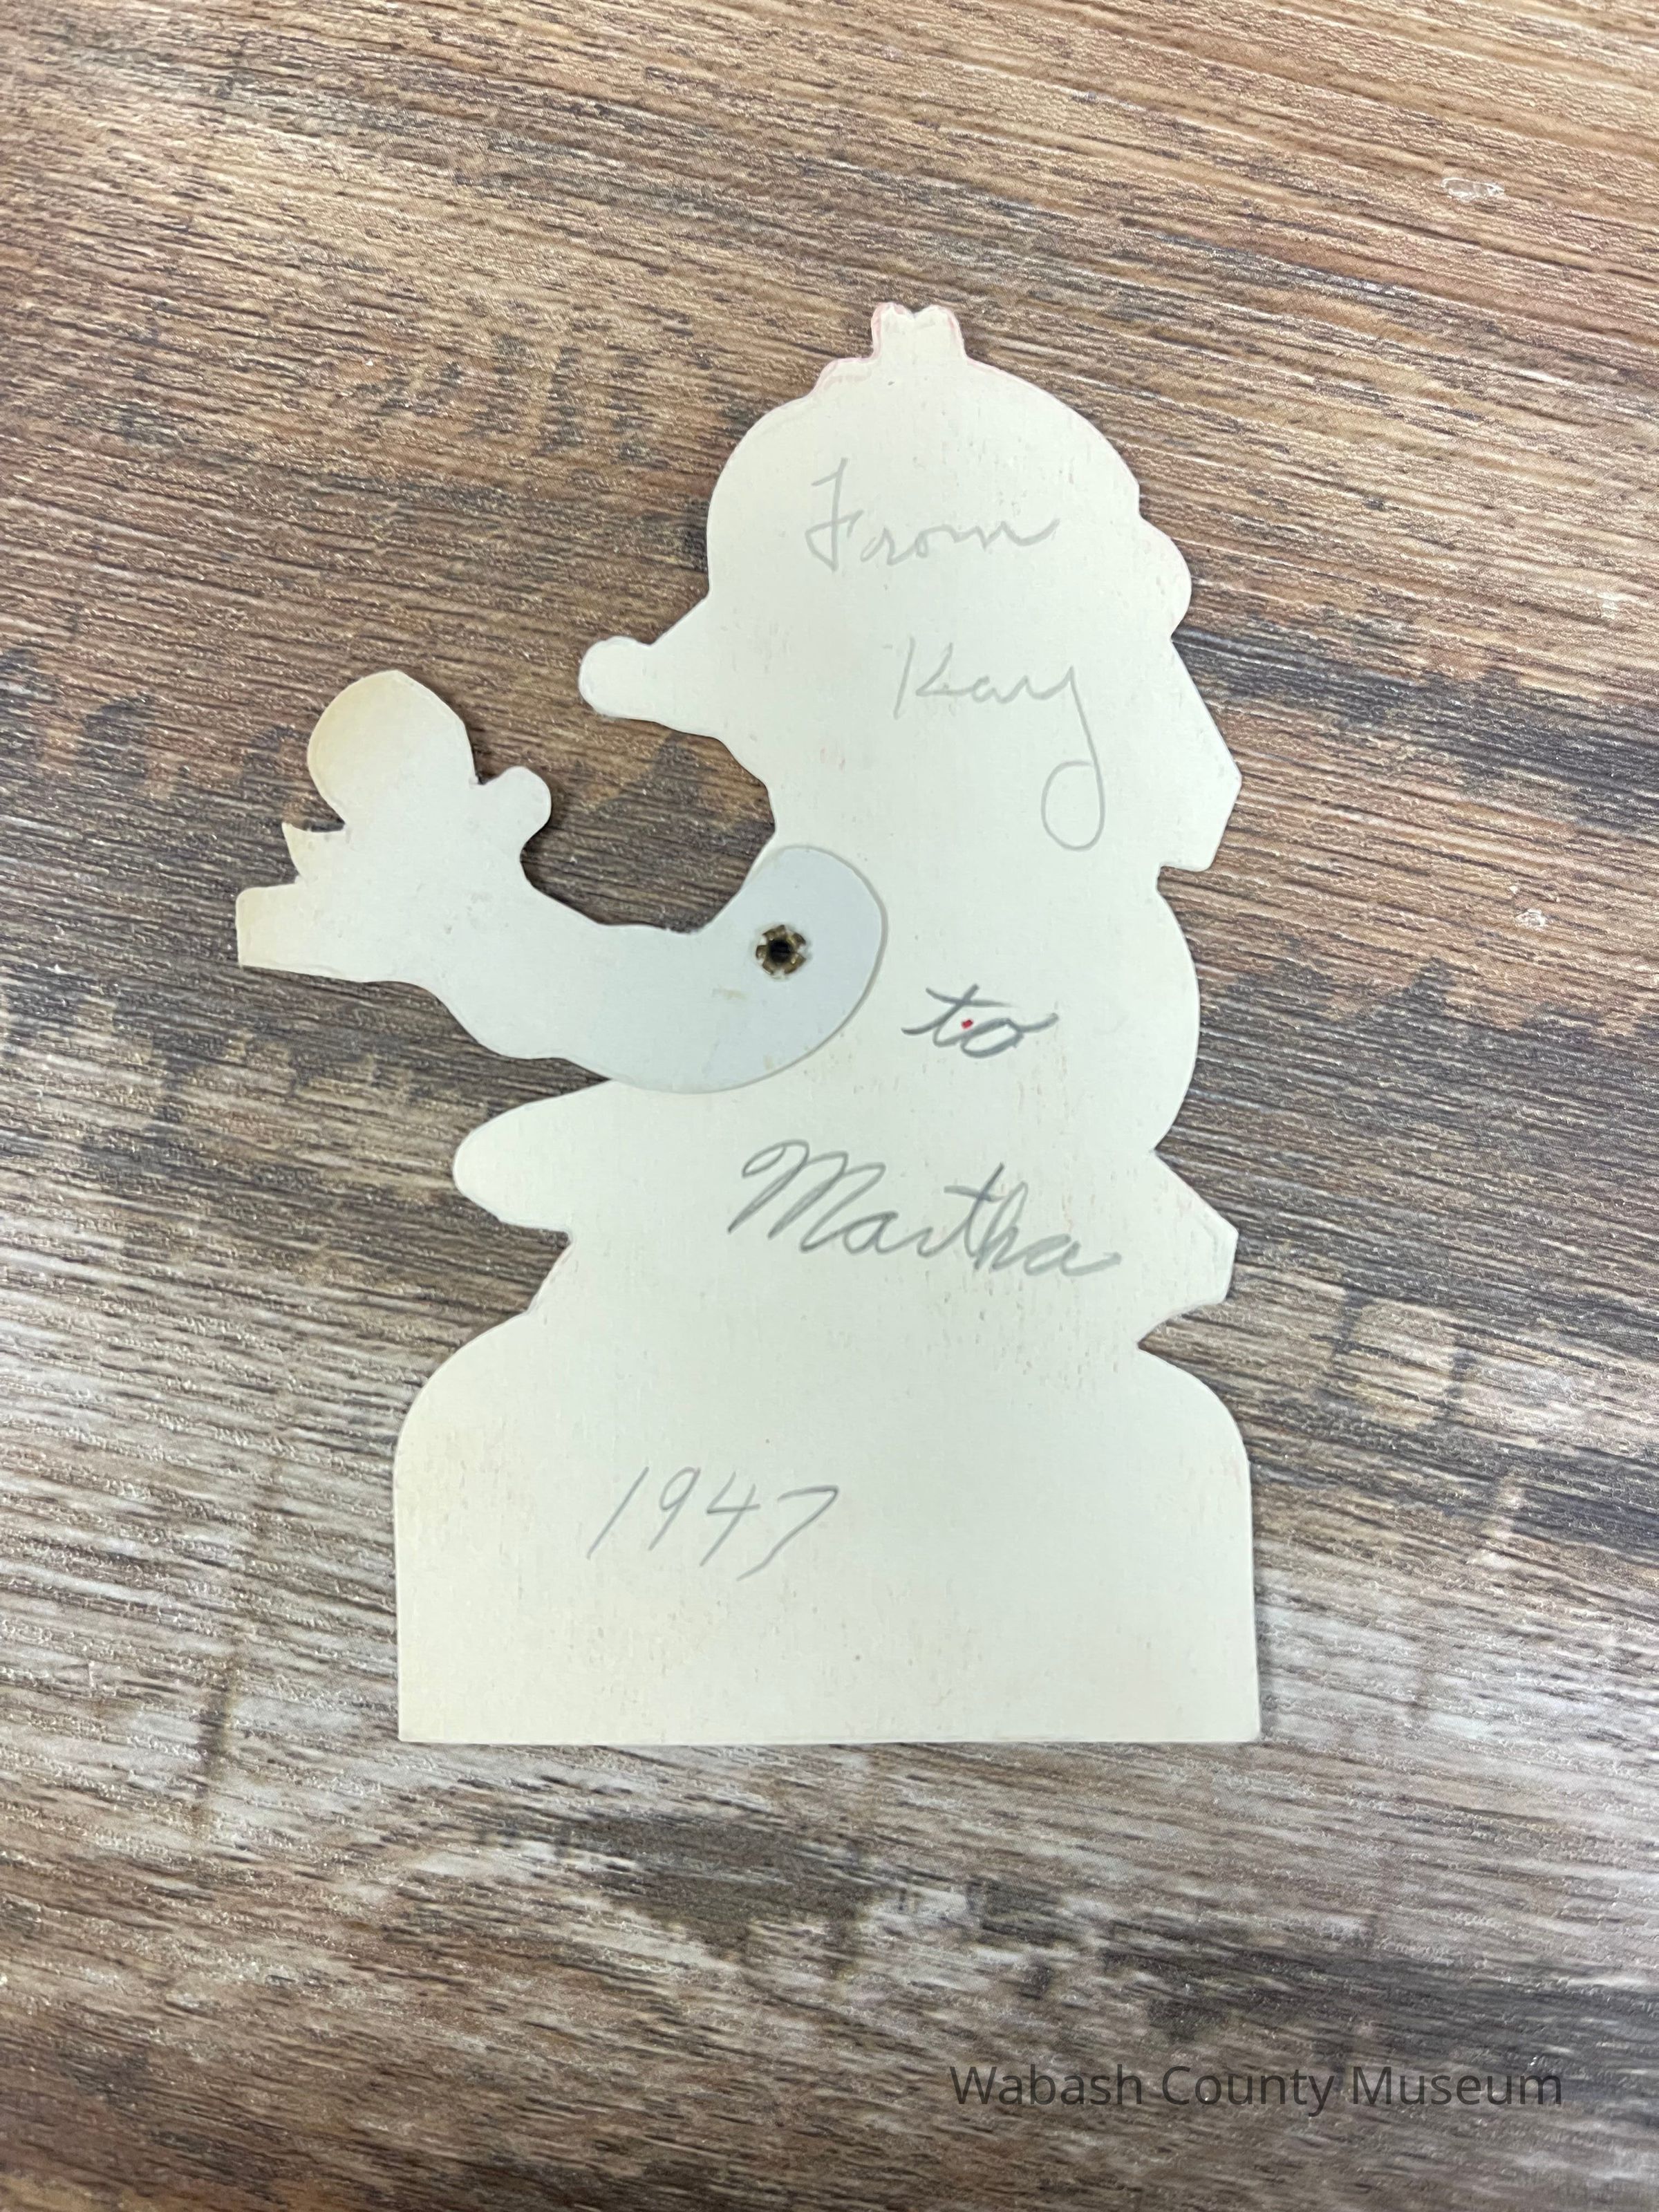 From
Kay
to
Martha
1947
Wabash County Museum